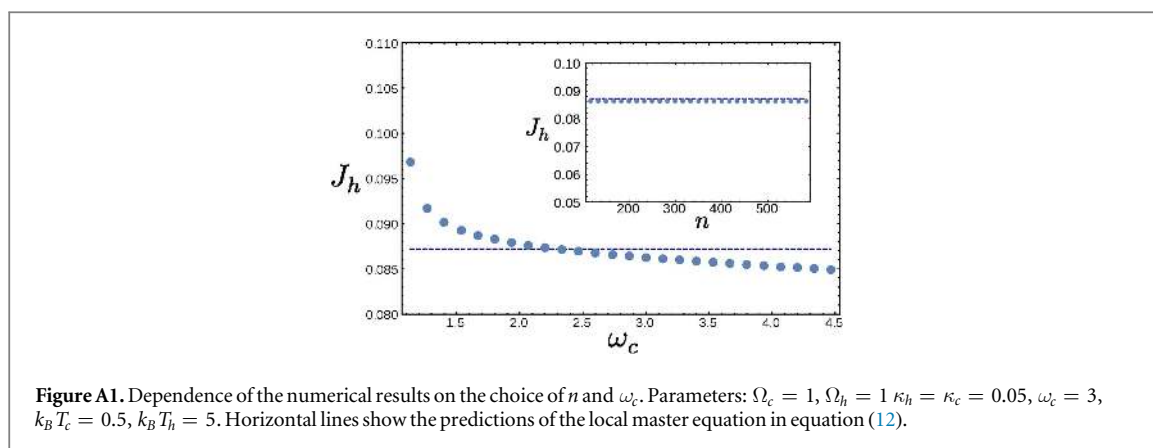 0.110
0.105
0.100
0.095
0.090
0.085
0.080
J_h
1.5 2.0 2.5 3.0 3.5 4.0 4.5
ω_c
0.10
0.09
0.08
0.07
0.06
0.05
J_h
200 300 400 500
n
Figure A1. Dependence of the numerical results on the choice of n and ω_c. Parameters: Ω_c = 1, Ω_h = 1 κ_h = κ_c = 0.05, ω_c = 3,
k_B T_c = 0.5, k_B T_h = 5. Horizontal lines show the predictions of the local master equation in equation (12).